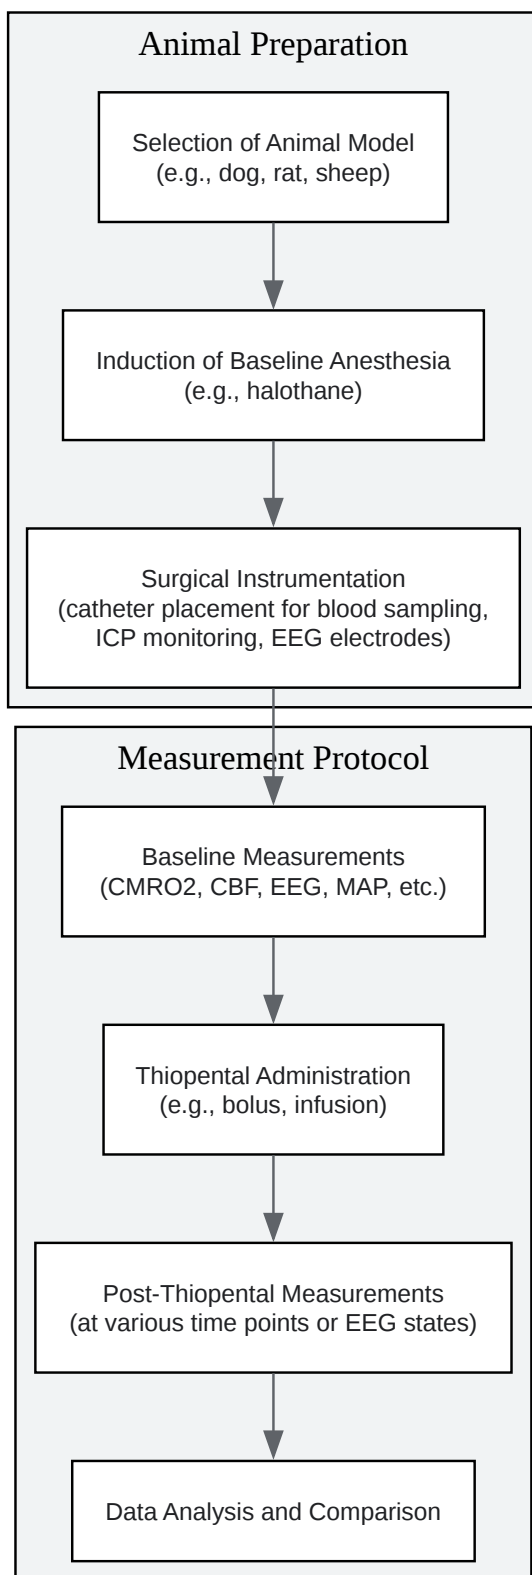 Animal Preparation
Selection of Animal Model
(e.g., dog, rat, sheep)
Induction of Baseline Anesthesia
(e.g., halothane)
Surgical Instrumentation
(catheter placement for blood sampling,
ICP monitoring, EEG electrodes)
Measurement Protocol
Baseline Measurements
(CMRO2, CBF, EEG, MAP, etc.)
Thiopental Administration
(e.g., bolus, infusion)
Post-Thiopental Measurements
(at various time points or EEG states)
Data Analysis and Comparison